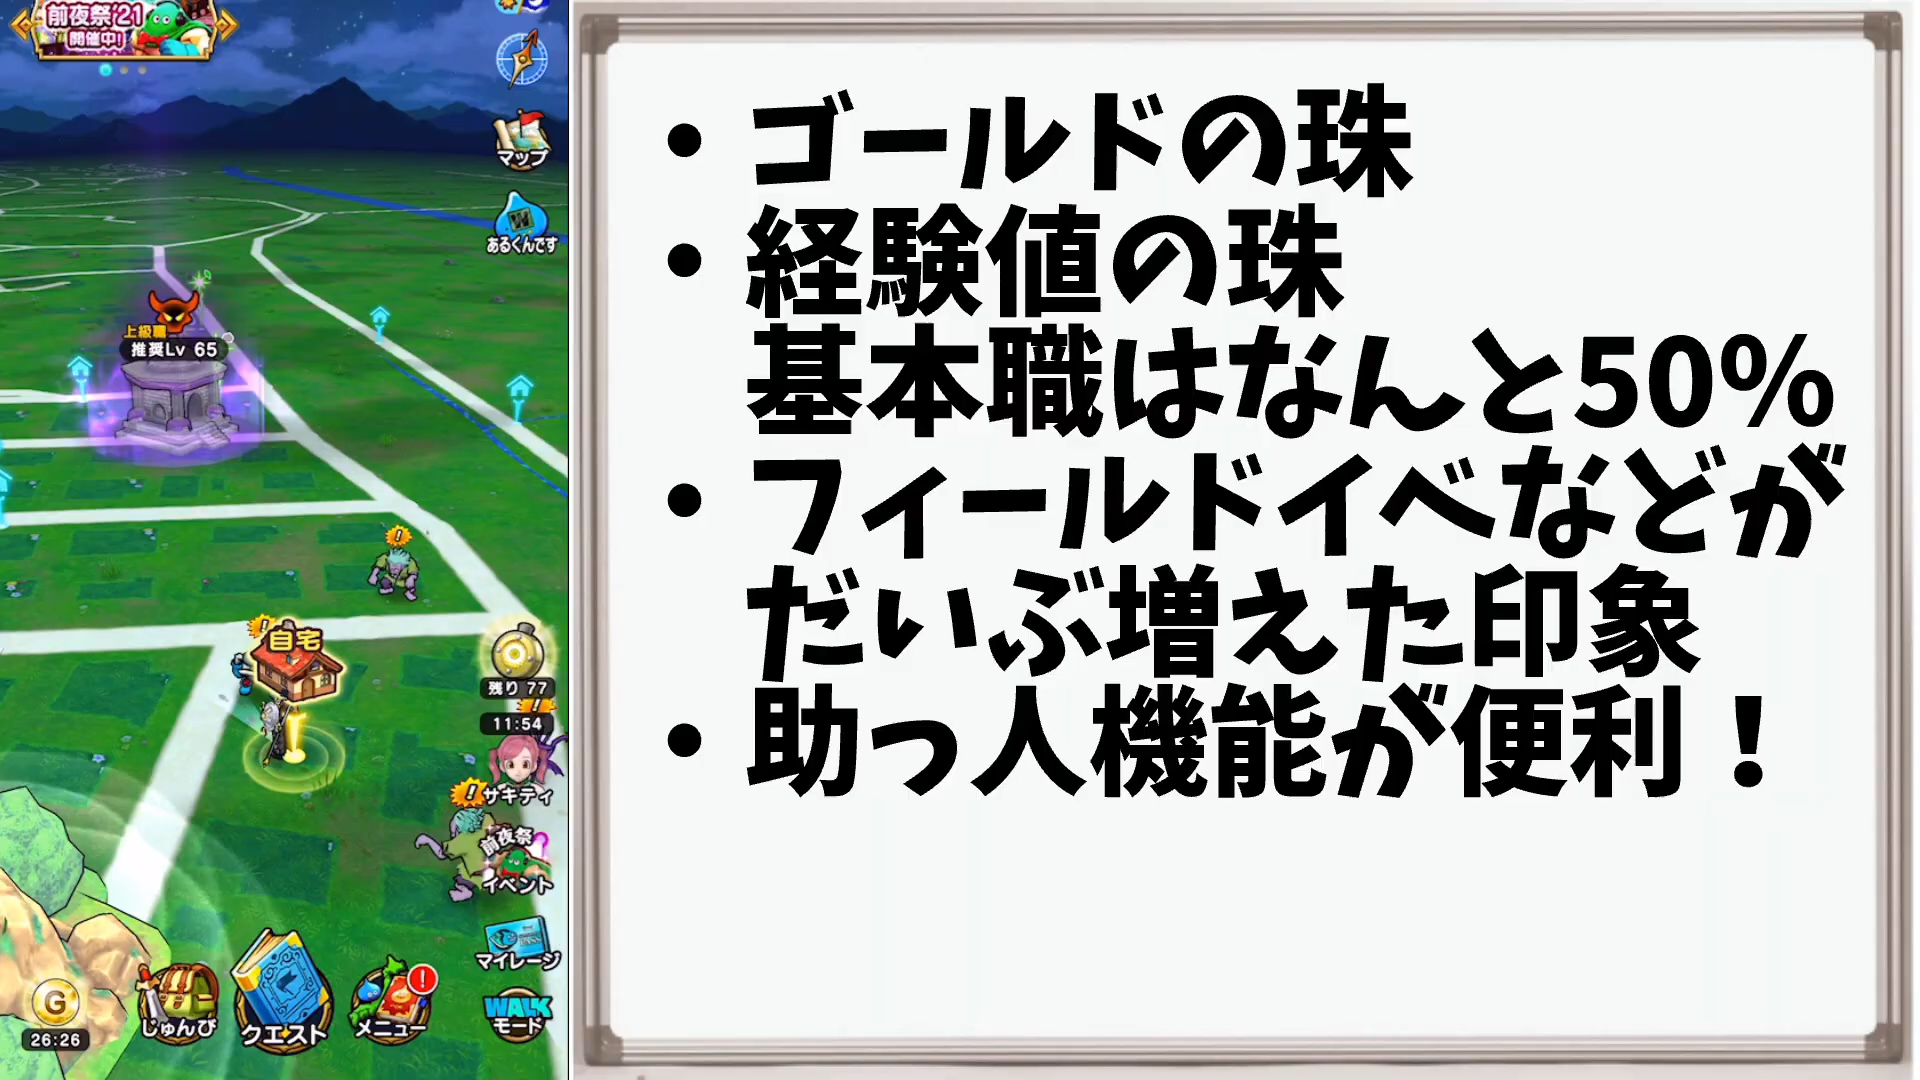 前夜祭'21
開催中!
マップ
あるくんです
上級職
推奨Lv 65
自宅
残り 77
11:54
サキティ
前夜祭
イベント
マイレージ
WALK
モード
G
26:26
じゅんび
クエスト
メニュー
・ゴールドの珠
・経験値の珠
基本職はなんと50%
・フィールドイベなどが
だいぶ増えた印象
・助っ人機能が便利！